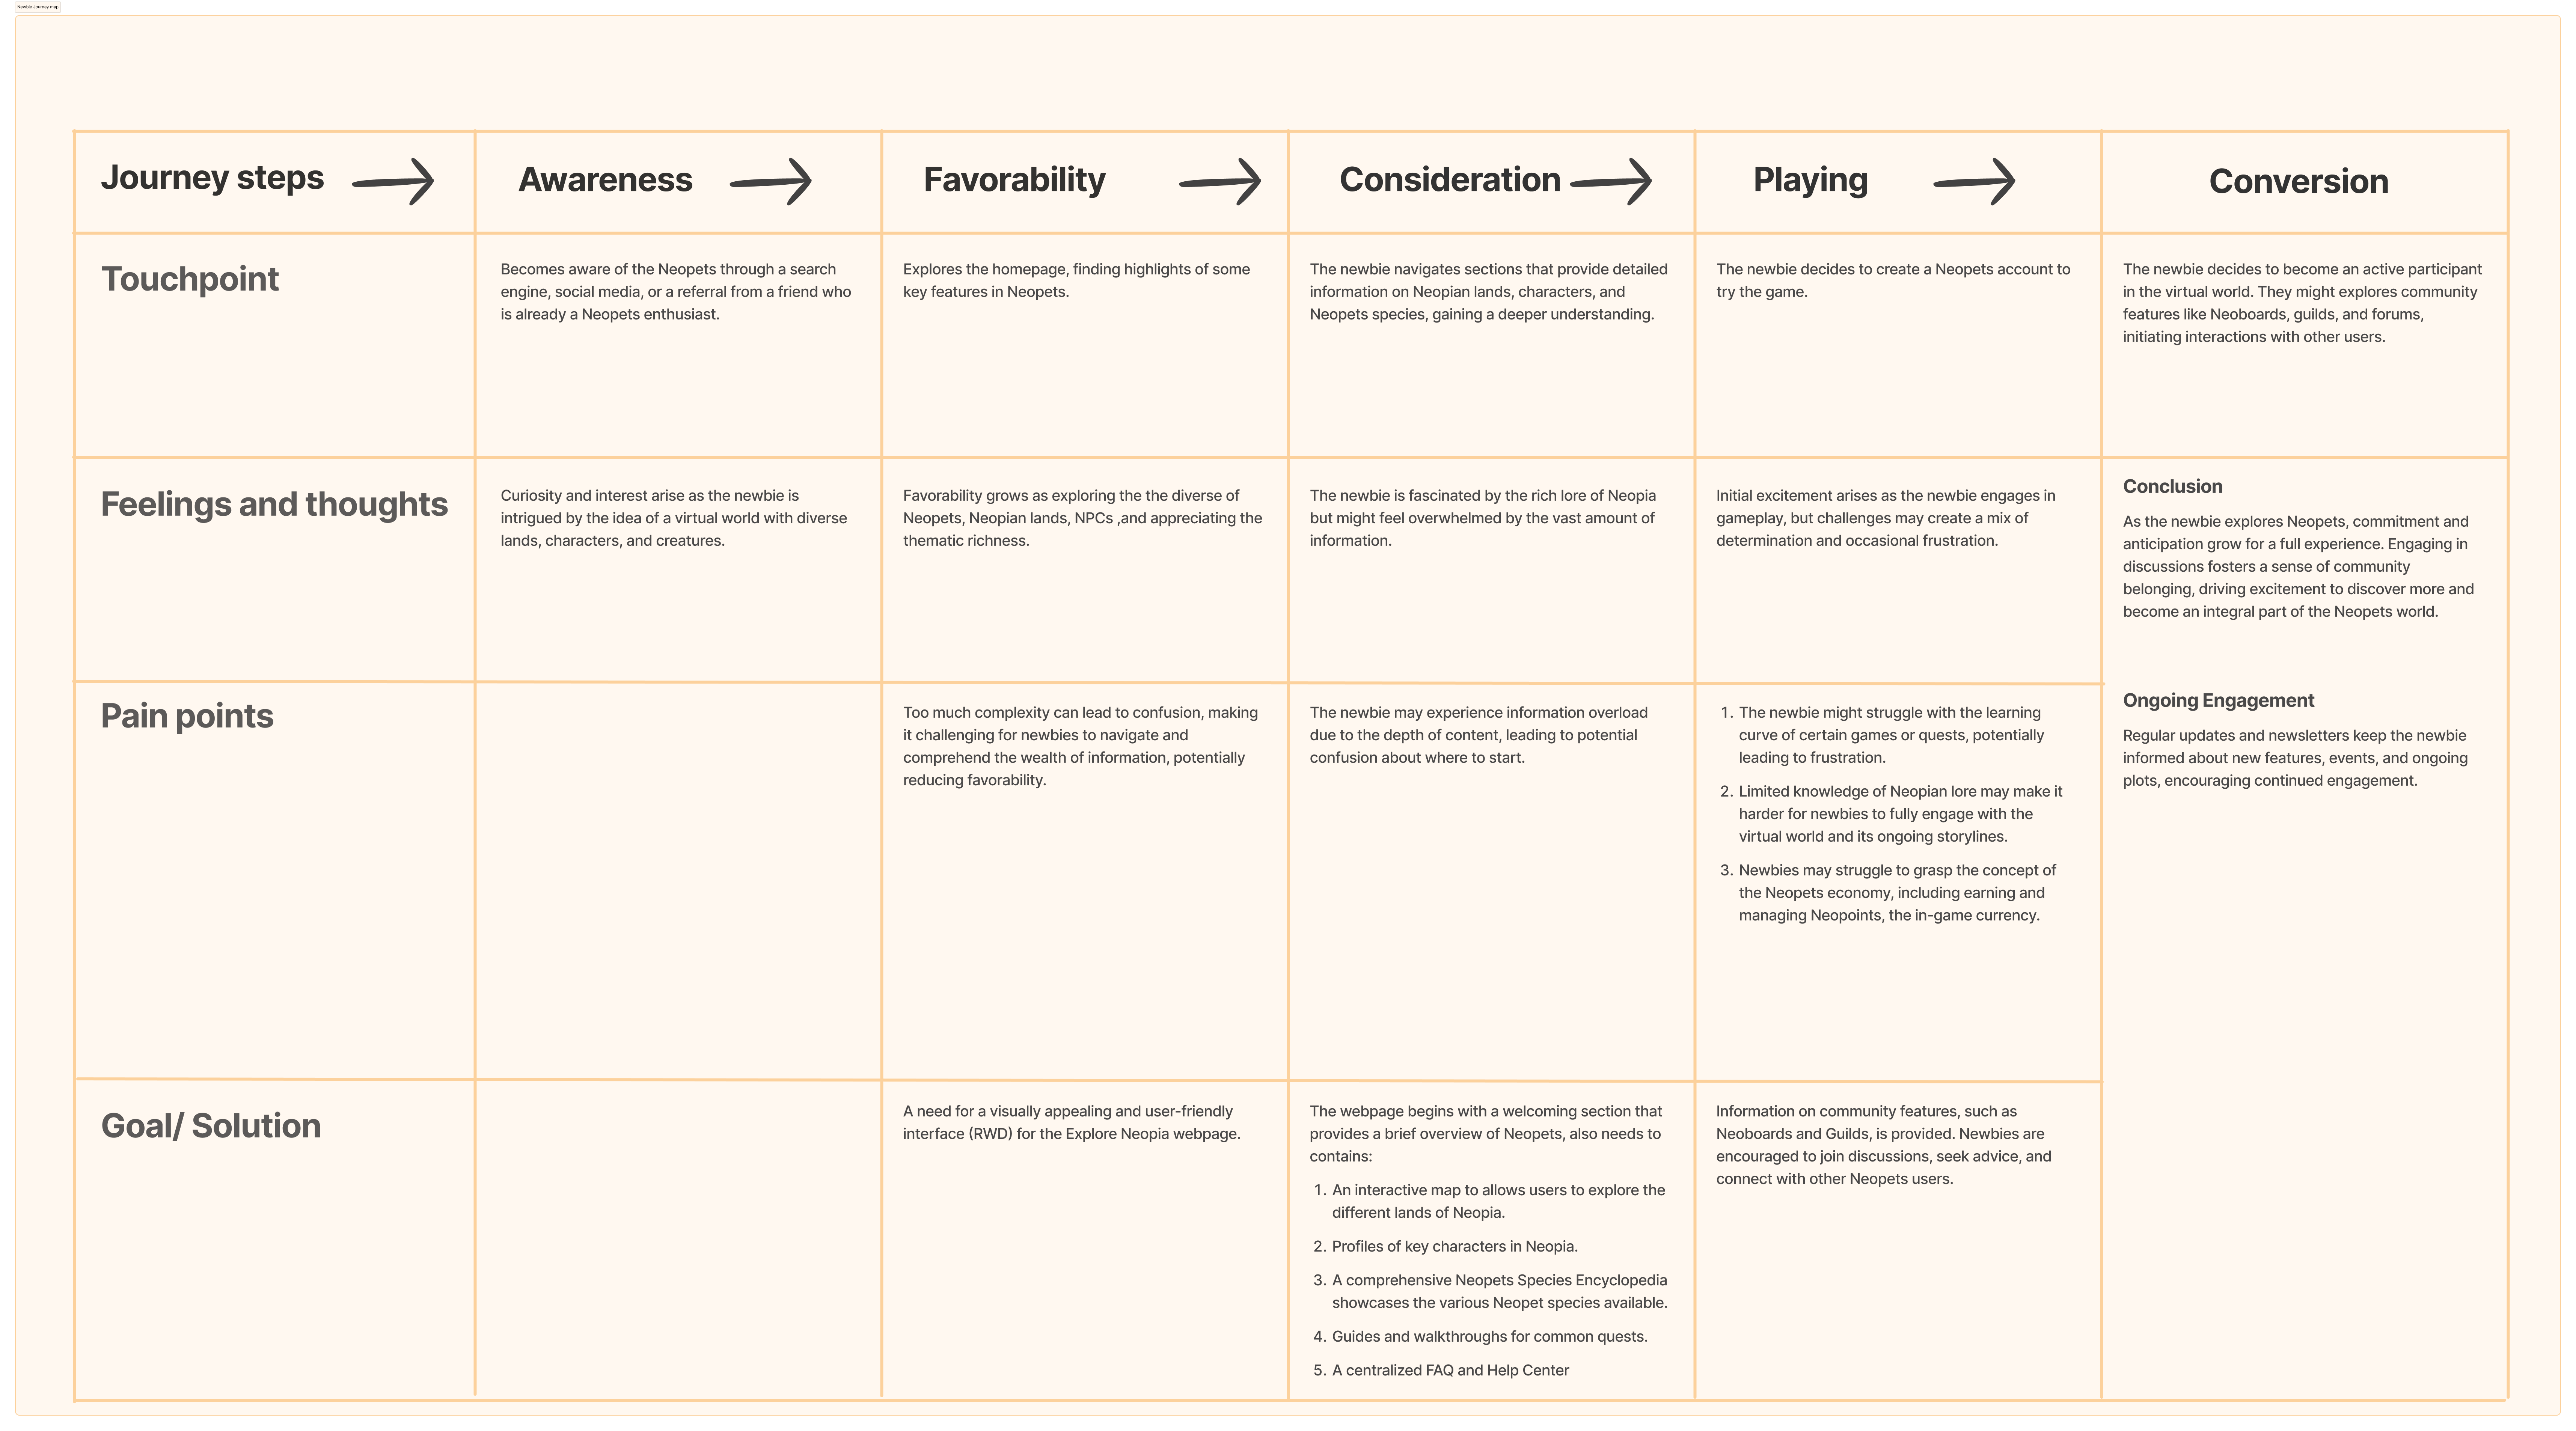 Newbie Journey map
Journey steps
Awareness
Favorability
Consideration
Playing
Conversion
Touchpoint
Becomes aware of the Neopets through a search
engine, social media, or a referral from a friend who
is already a Neopets enthusiast.
Explores the homepage, finding highlights of some
key features in Neopets.
The newbie navigates sections that provide detailed
information on Neopian lands, characters, and
Neopets species, gaining a deeper understanding.
The newbie decides to create a Neopets account to
try the game.
The newbie decides to become an active participant
in the virtual world. They might explores community
features like Neoboards, guilds, and forums,
initiating interactions with other users.
Feelings and thoughts
Curiosity and interest arise as the newbie is
intrigued by the idea of a virtual world with diverse
lands, characters, and creatures.
Favorability grows as exploring the the diverse of
Neopets, Neopian lands, NPCs ,and appreciating the
thematic richness.
The newbie is fascinated by the rich lore of Neopia
but might feel overwhelmed by the vast amount of
information.
Initial excitement arises as the newbie engages in
gameplay, but challenges may create a mix of
determination and occasional frustration.
Conclusion
As the newbie explores Neopets, commitment and
anticipation grow for a full experience. Engaging in
discussions fosters a sense of community
belonging, driving excitement to discover more and
become an integral part of the Neopets world.
Pain points
Too much complexity can lead to confusion, making
it challenging for newbies to navigate and
comprehend the wealth of information, potentially
reducing favorability.
The newbie may experience information overload
due to the depth of content, leading to potential
confusion about where to start.
1. The newbie might struggle with the learning
curve of certain games or quests, potentially
leading to frustration.
2. Limited knowledge of Neopian lore may make it
harder for newbies to fully engage with the
virtual world and its ongoing storylines.
3. Newbies may struggle to grasp the concept of
the Neopets economy, including earning and
managing Neopoints, the in-game currency.
Ongoing Engagement
Regular updates and newsletters keep the newbie
informed about new features, events, and ongoing
plots, encouraging continued engagement.
Goal/ Solution
A need for a visually appealing and user-friendly
interface (RWD) for the Explore Neopia webpage.
The webpage begins with a welcoming section that
provides a brief overview of Neopets, also needs to
contains:
1. An interactive map to allows users to explore the
different lands of Neopia.
2. Profiles of key characters in Neopia.
3. A comprehensive Neopets Species Encyclopedia
showcases the various Neopet species available.
4. Guides and walkthroughs for common quests.
5. A centralized FAQ and Help Center
Information on community features, such as
Neoboards and Guilds, is provided. Newbies are
encouraged to join discussions, seek advice, and
connect with other Neopets users.